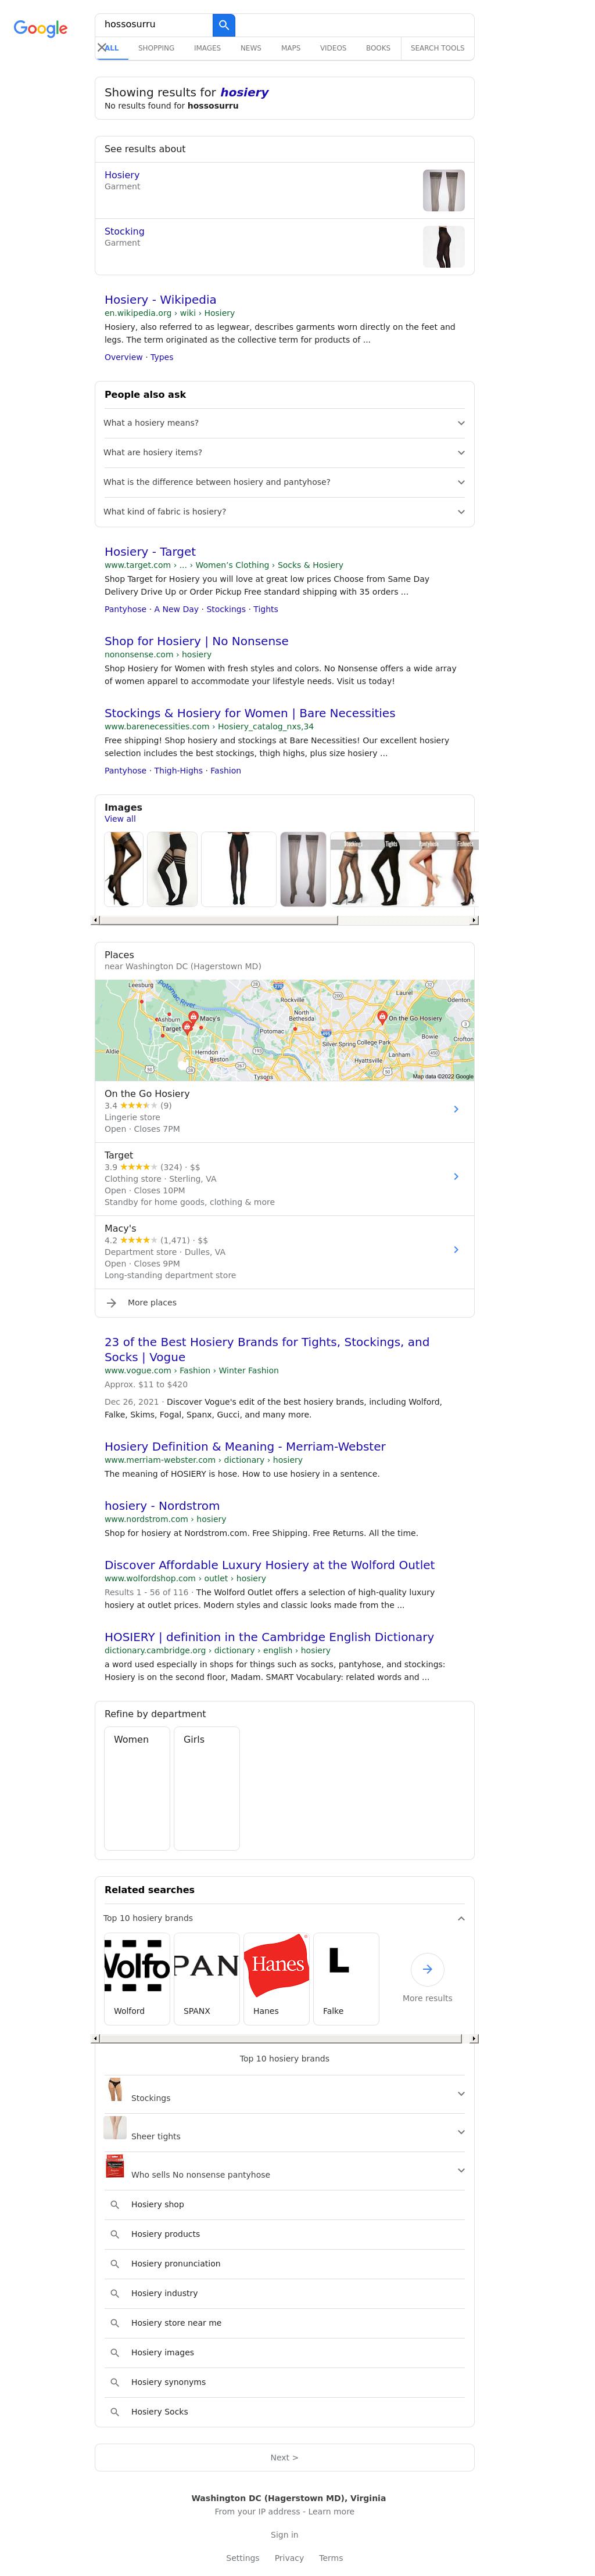 Google
hossosurru
ALL SHOPPING IMAGES NEWS MAPS VIDEOS BOOKS SEARCH TOOLS
Showing results for hosiery
No results found for hossosurru
See results about
Hosiery
Garment
Stocking
Garment
Hosiery - Wikipedia
en.wikipedia.org › wiki › Hosiery
Hosiery, also referred to as legwear, describes garments worn directly on the feet and
legs. The term originated as the collective term for products of ...
Overview · Types
People also ask
What a hosiery means?
What are hosiery items?
What is the difference between hosiery and pantyhose?
What kind of fabric is hosiery?
Hosiery - Target
www.target.com › ... › Women’s Clothing › Socks & Hosiery
Shop Target for Hosiery you will love at great low prices Choose from Same Day
Delivery Drive Up or Order Pickup Free standard shipping with 35 orders ...
Pantyhose · A New Day · Stockings · Tights
Shop for Hosiery | No Nonsense
nononsense.com › hosiery
Shop Hosiery for Women with fresh styles and colors. No Nonsense offers a wide array
of women apparel to accommodate your lifestyle needs. Visit us today!
Stockings & Hosiery for Women | Bare Necessities
www.barenecessities.com › Hosiery_catalog_nxs,34
Free shipping! Shop hosiery and stockings at Bare Necessities! Our excellent hosiery
selection includes the best stockings, thigh highs, plus size hosiery ...
Pantyhose · Thigh-Highs · Fashion
Images
View all
Tights
Places
near Washington DC (Hagerstown MD)
Leesburg
Potomac River
Rockville
Laurel
Odenton
Ashburn
Macy's
Target
Potomac
North Bethesda
On the Go Hosiery
Bowie
Crofton
Silver Spring
College Park
Aldie
Herndon
Reston
Hyattsville
Lanham
Tysons
Map data ©2022 Google
On the Go Hosiery
3.4 (9)
Lingerie store
Open · Closes 7PM
Target
3.9 (324) · $$
Clothing store · Sterling, VA
Open · Closes 10PM
Standby for home goods, clothing & more
Macy's
4.2 (1,471) · $$
Department store · Dulles, VA
Open · Closes 9PM
Long-standing department store
More places
23 of the Best Hosiery Brands for Tights, Stockings, and
Socks | Vogue
www.vogue.com › Fashion › Winter Fashion
Approx. $11 to $420
Dec 26, 2021 · Discover Vogue's edit of the best hosiery brands, including Wolford,
Falke, Skims, Fogal, Spanx, Gucci, and many more.
Hosiery Definition & Meaning - Merriam-Webster
www.merriam-webster.com › dictionary › hosiery
The meaning of HOSIERY is hose. How to use hosiery in a sentence.
hosiery - Nordstrom
www.nordstrom.com › hosiery
Shop for hosiery at Nordstrom.com. Free Shipping. Free Returns. All the time.
Discover Affordable Luxury Hosiery at the Wolford Outlet
www.wolfordshop.com › outlet › hosiery
Results 1 - 56 of 116 · The Wolford Outlet offers a selection of high-quality luxury
hosiery at outlet prices. Modern styles and classic looks made from the ...
HOSIERY | definition in the Cambridge English Dictionary
dictionary.cambridge.org › dictionary › english › hosiery
a word used especially in shops for things such as socks, pantyhose, and stockings:
Hosiery is on the second floor, Madam. SMART Vocabulary: related words and ...
Refine by department
Women Girls
Related searches
Top 10 hosiery brands
Wolfo PAN Hanes L
More results
Wolford SPANX Hanes Falke
Top 10 hosiery brands
Stockings
Sheer tights
Who sells No nonsense pantyhose
Hosiery shop
Hosiery products
Hosiery pronunciation
Hosiery industry
Hosiery store near me
Hosiery images
Hosiery synonyms
Hosiery Socks
Next >
Washington DC (Hagerstown MD), Virginia
From your IP address - Learn more
Sign in
Settings Privacy Terms